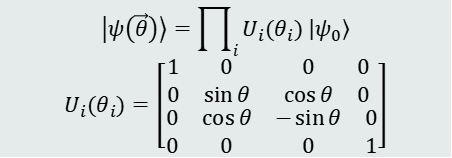 |ψ(θ⃗)⟩ = ∏ᵢ Uᵢ(θᵢ) |ψ₀⟩
Uᵢ(θᵢ) = [1 0 0 0
0 sin θ cos θ 0
0 cos θ − sin θ 0
0 0 0 1]